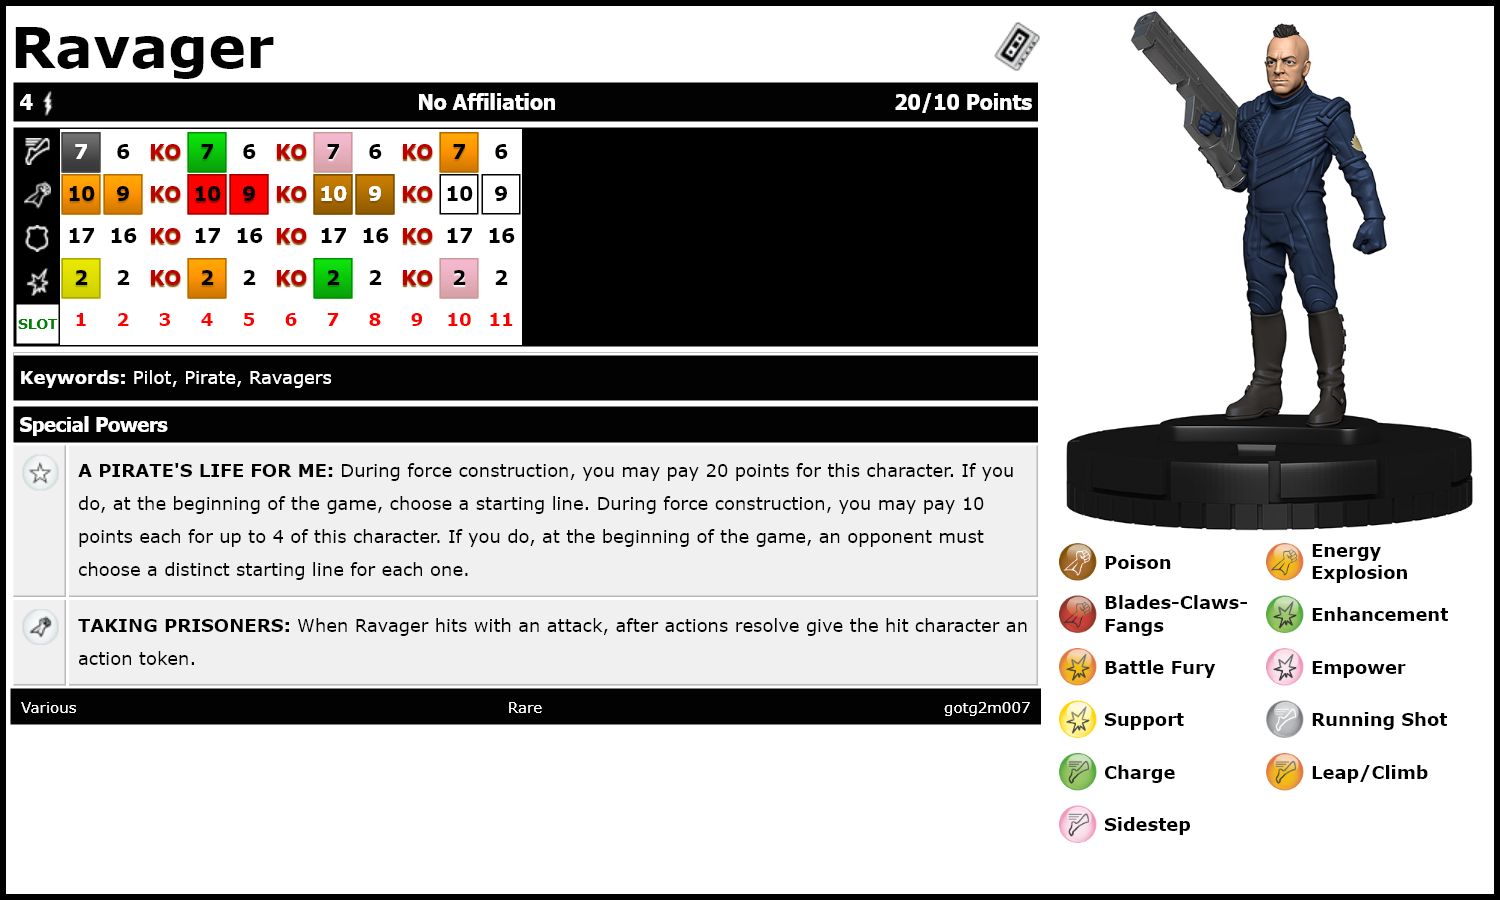 Ravager
4 No Affiliation 20/10 Points
7 6 KO 7 6 KO 7 6 KO 7 6
10 9 KO 10 9 KO 10 9 KO 10 9
17 16 KO 17 16 KO 17 16 KO 17 16
2 2 KO 2 2 KO 2 2 KO 2 2
SLOT 1 2 3 4 5 6 7 8 9 10 11
Keywords: Pilot, Pirate, Ravagers
Special Powers
A PIRATE'S LIFE FOR ME: During force construction, you may pay 20 points for this character. If you
do, at the beginning of the game, choose a starting line. During force construction, you may pay 10
points each for up to 4 of this character. If you do, at the beginning of the game, an opponent must
choose a distinct starting line for each one.
TAKING PRISONERS: When Ravager hits with an attack, after actions resolve give the hit character an
action token.
Various Rare gotg2m007
Poison
Energy
Explosion
Blades-Claws-
Fangs
Enhancement
Battle Fury
Empower
Support
Running Shot
Charge
Leap/Climb
Sidestep